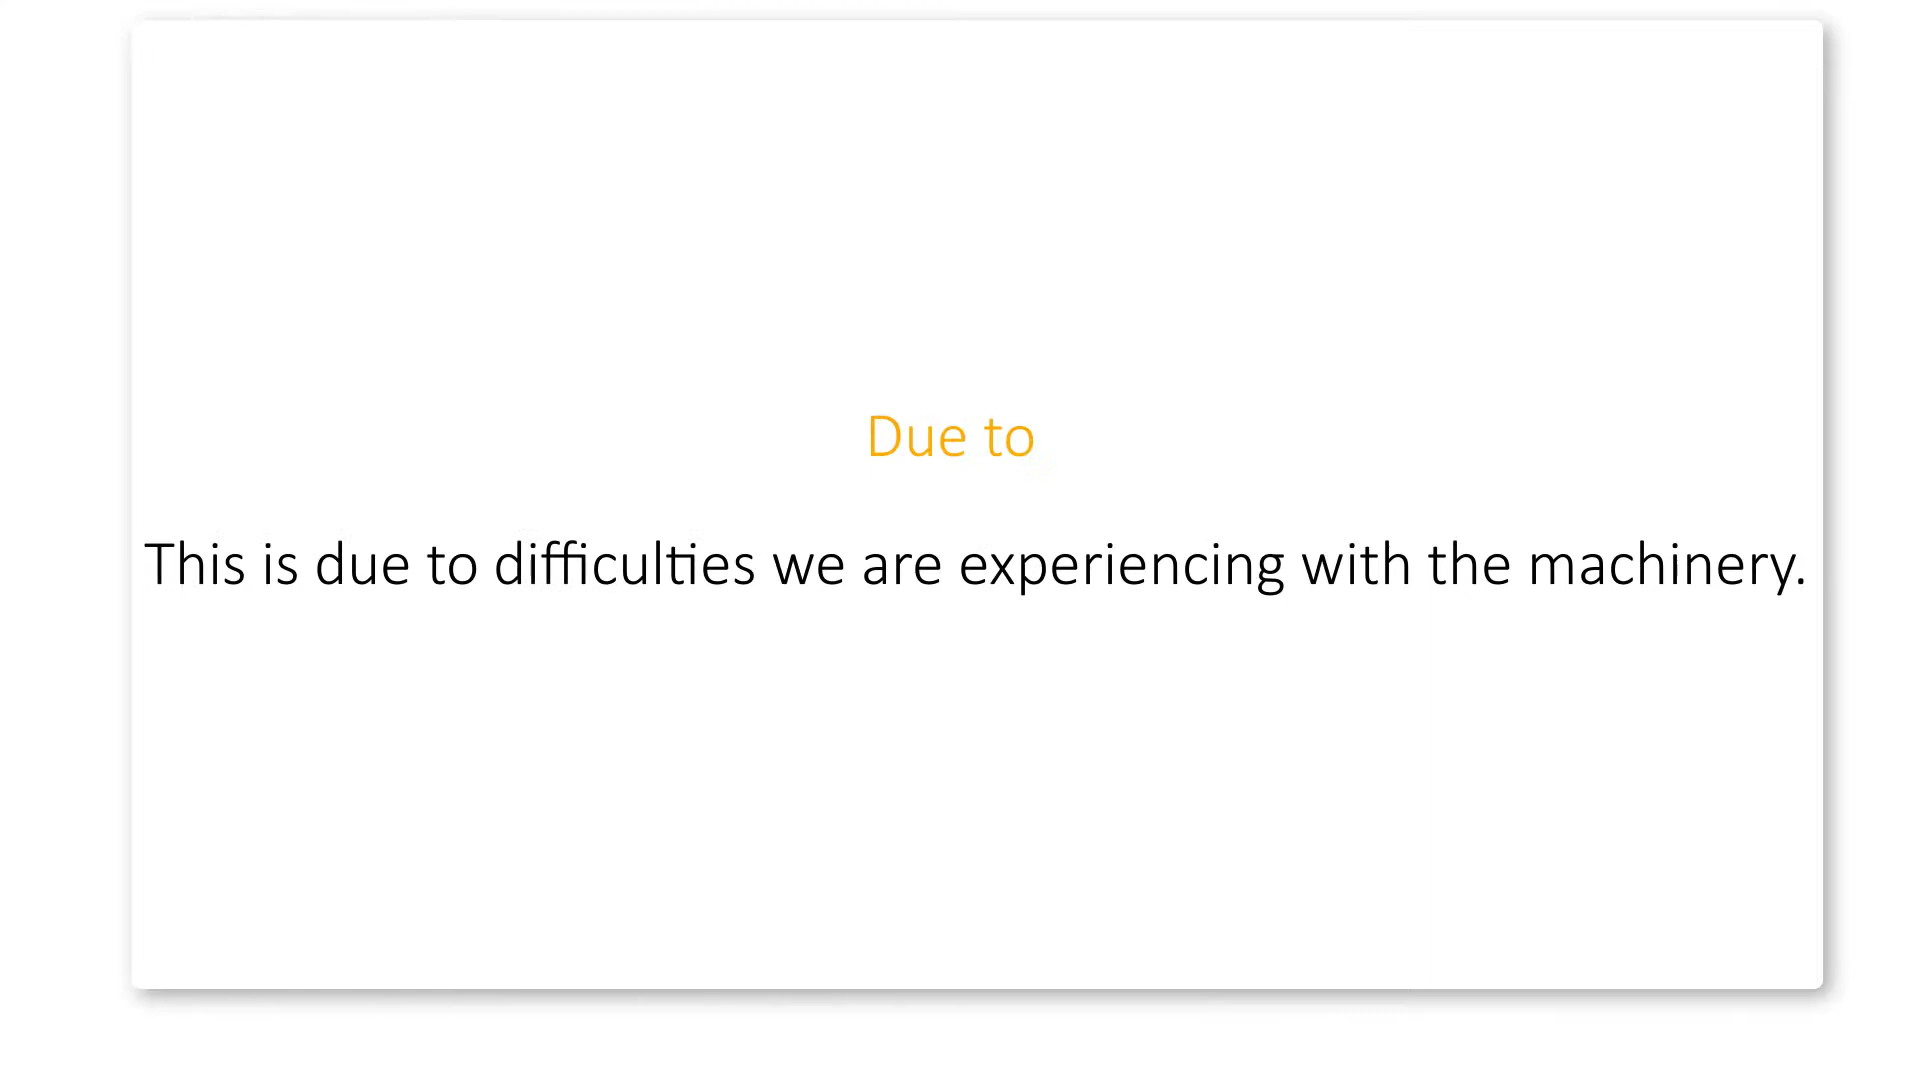 Due to
This is due to difficulties we are experiencing with the machinery.